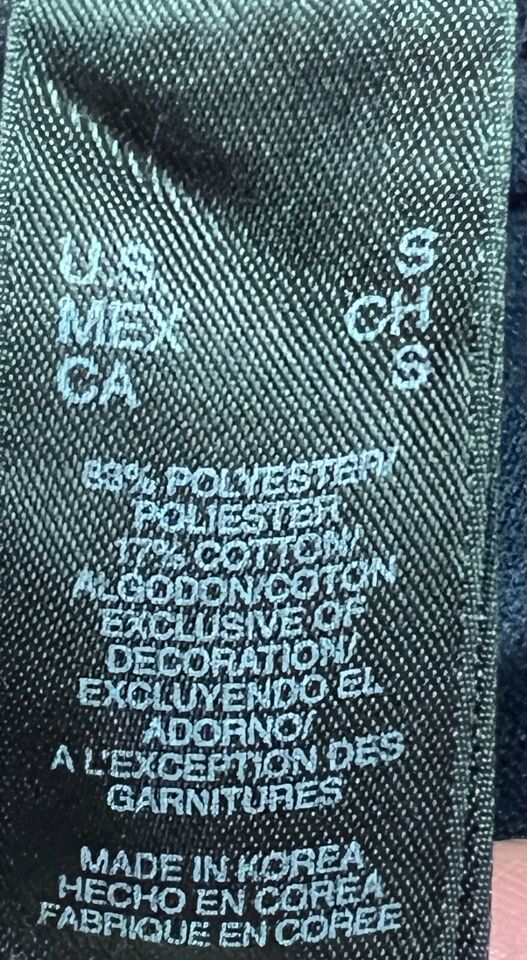 U.S. S
MEX CH
CA S
83% POLYESTER/
POLIESTER
17% COTTON/
ALGODON/COTON
EXCLUSIVE OF
DECORATION/
EXCLUYENDO EL
ADORNO/
A L'EXCEPTION DES
GARNITURES
MADE IN KOREA
HECHO EN COREA
FABRIQUE EN COREE